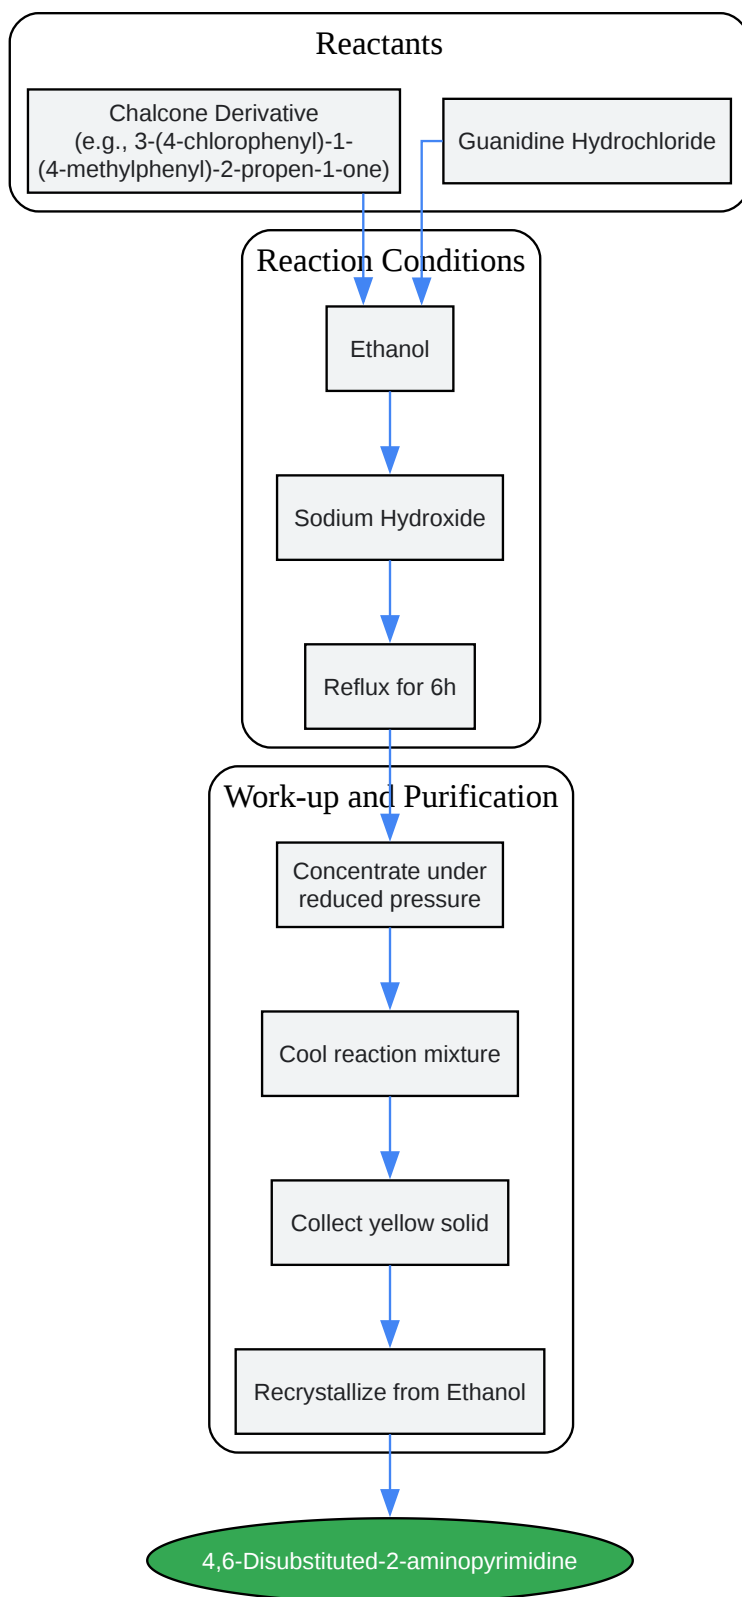 Reactants
Chalcone Derivative
(e.g., 3-(4-chlorophenyl)-1-
(4-methylphenyl)-2-propen-1-one)
Guanidine Hydrochloride
Reaction Conditions
Ethanol
Sodium Hydroxide
Reflux for 6h
Work-up and Purification
Concentrate under
reduced pressure
Cool reaction mixture
Collect yellow solid
Recrystallize from Ethanol
4,6-Disubstituted-2-aminopyrimidine